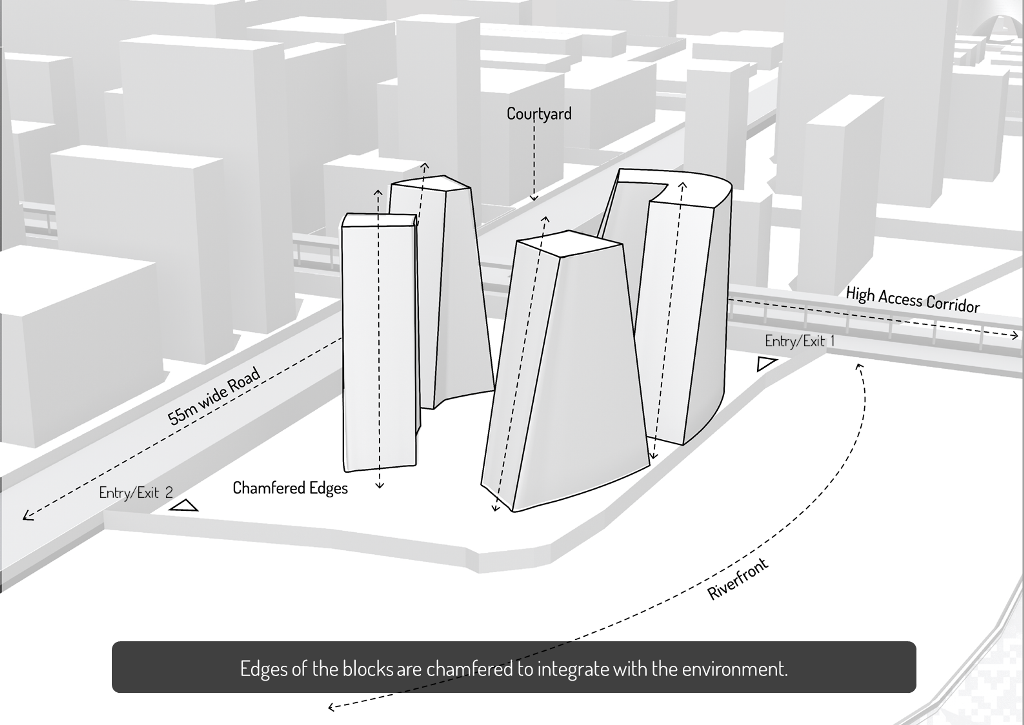 Courtyard
High Access Corridor
Entry/Exit 1
55m wide Road
Entry/Exit 2
Chamfered Edges
Riverfront
Edges of the blocks are chamfered to integrate with the environment.